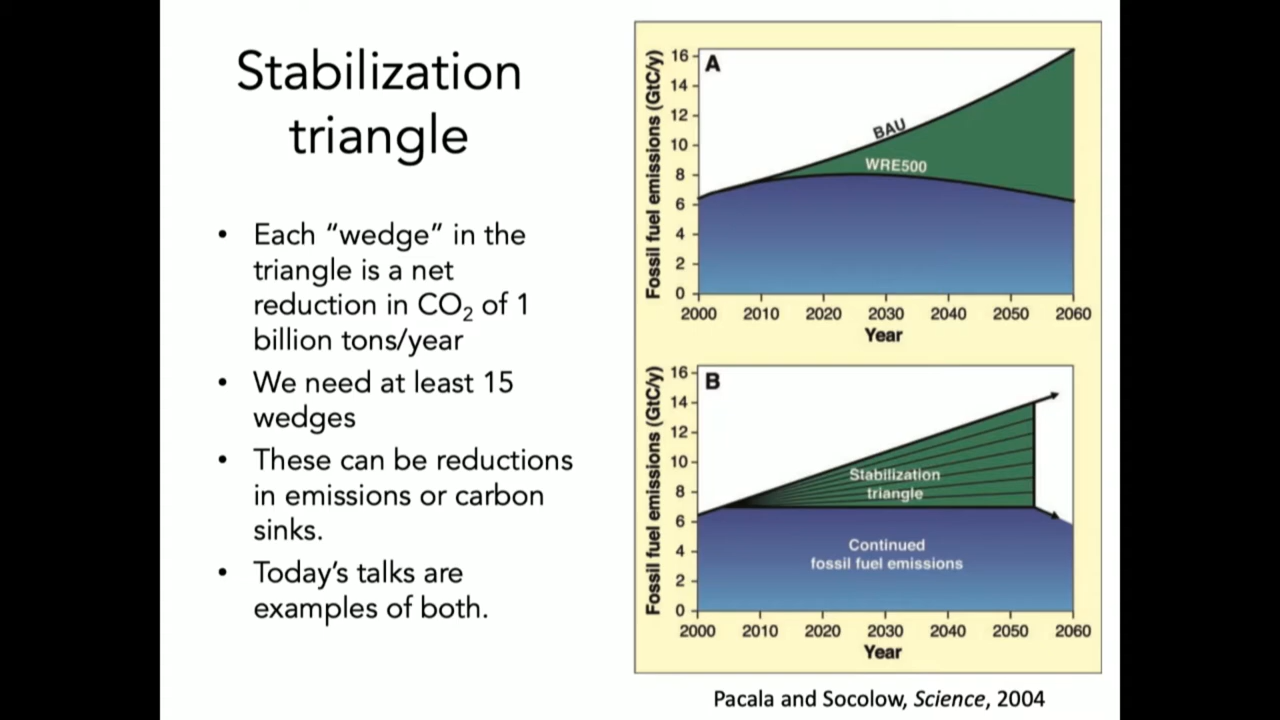 Stabilization
triangle
• Each “wedge” in the
triangle is a net
reduction in CO₂ of 1
billion tons/year
• We need at least 15
wedges
• These can be reductions
in emissions or carbon
sinks.
• Today’s talks are
examples of both.
A
Fossil fuel emissions (GtC/y)
16
14
12
10
8
6
4
2
0
BAU
WRE500
2000 2010 2020 2030 2040 2050 2060
Year
B
Fossil fuel emissions (GtC/y)
16
14
12
10
8
6
4
2
0
Stabilization
triangle
Continued
fossil fuel emissions
2000 2010 2020 2030 2040 2050 2060
Year
Pacala and Socolow, Science, 2004